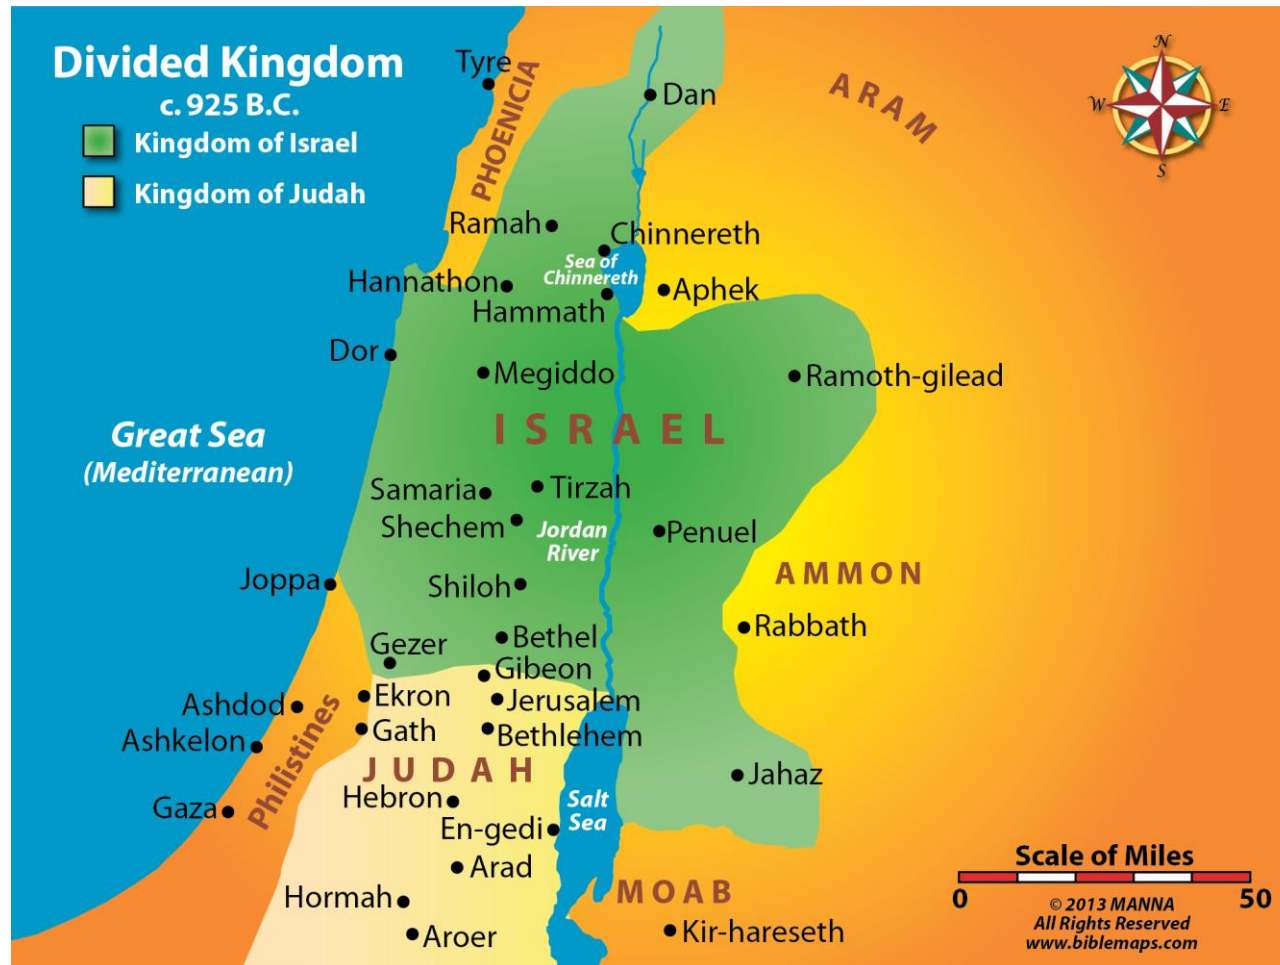 Divided Kingdom
c. 925 B.C.
Kingdom of Israel
Kingdom of Judah
Tyre
PHOENICIA
Dan
ARAM
N
W
E
S
Ramah
Chinnereth
Sea of
Chinnereth
Hannathon
Hammath
Aphek
Dor
Megiddo
Ramoth-gilead
ISRAEL
Great Sea
(Mediterranean)
Samaria
Tirzah
Shechem
Jordan
River
Penuel
AMMON
Joppa
Shiloh
Rabbath
Bethel
Gezer
Gibeon
Ekron
Jerusalem
Ashdod
Gath
Bethlehem
Ashkelon
Philistines
JUDAH
Jahaz
Hebron
Salt
Sea
Gaza
En-gedi
Arad
Hormah
MOAB
Aroer
Kir-hareseth
Scale of Miles
0
50
© 2013 MANNA
All Rights Reserved
www.biblemaps.com